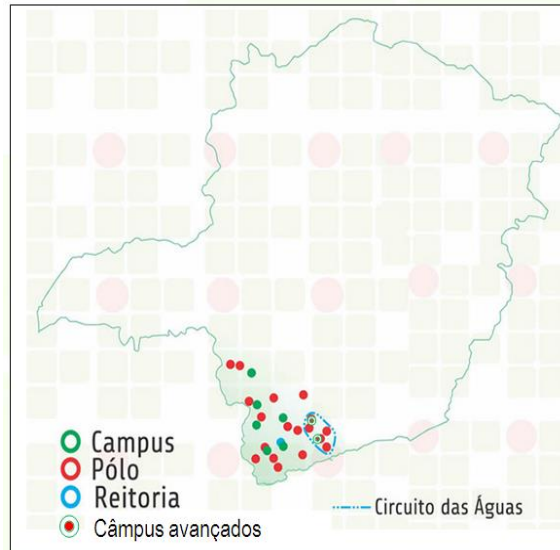 Campus
Pólo
Reitoria
Câmpus avançados
Circuito das Águas